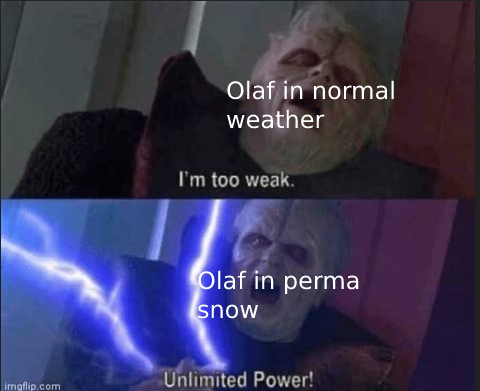 Olaf in normal
weather
I'm too weak.
Olaf in perma
snow
Unlimited Power!
imgflip.com